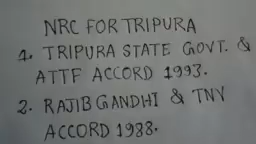 NRC FOR TRIPURA
1. TRIPURA STATE GOVT. &
ATTF ACCORD 1993.
2. RAJIB GANDHI & TNV
ACCORD 1988.